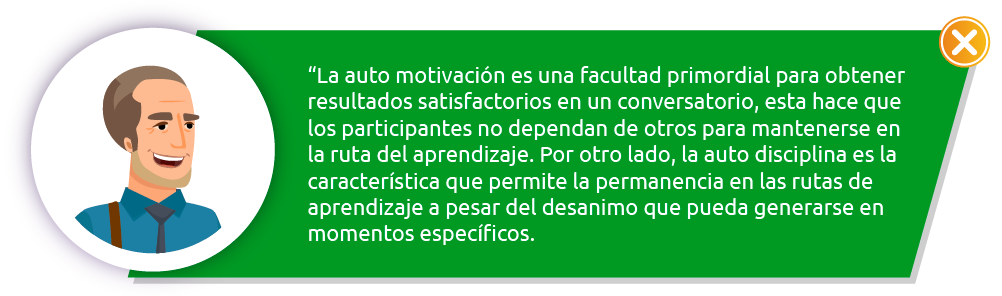 “La auto motivación es una facultad primordial para obtener
resultados satisfactorios en un conversatorio, esta hace que
los participantes no dependan de otros para mantenerse en
la ruta del aprendizaje. Por otro lado, la auto disciplina es la
característica que permite la permanencia en las rutas de
aprendizaje a pesar del desanimo que pueda generarse en
momentos específicos.